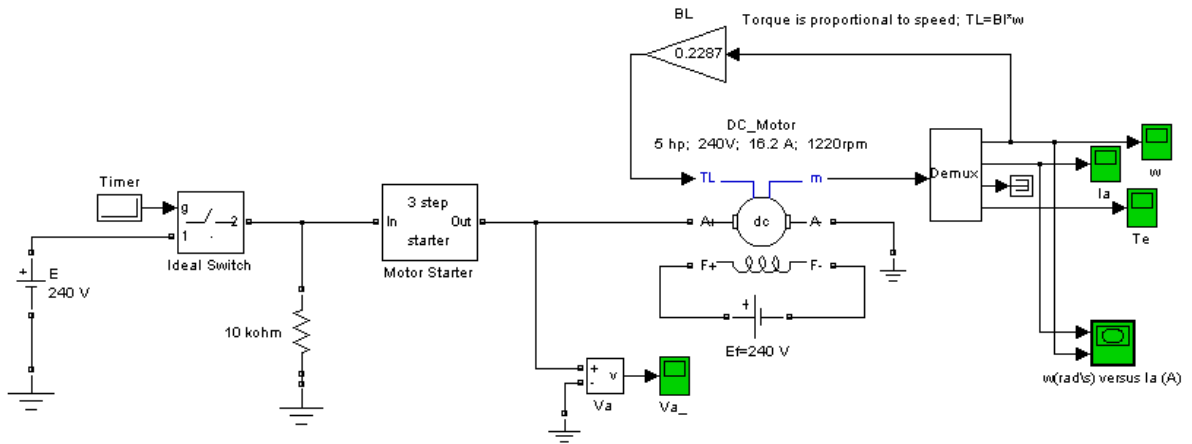 BL
Torque is proportional to speed; TL=Bl*w
0.2287
DC_Motor
5 hp; 240V; 16.2 A; 1220rpm
TL
m
Demux
w
Ia
Te
Timer
g
1
2
Ideal Switch
3 step
In
Out
starter
Motor Starter
A+
dc
A-
+
E
240 V
F+
F-
+
Ef=240 V
10 kohm
+
-
v
Va
Va_
w(rad\s) versus Ia (A)